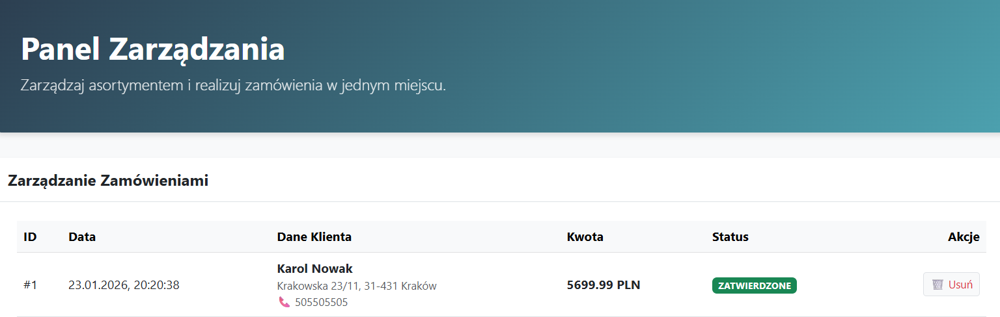 Panel Zarządzania
Zarządzaj asortymentem i realizuj zamówienia w jednym miejscu.
Zarządzanie Zamówieniami
ID Data Dane Klienta Kwota Status Akcje
#1 23.01.2026, 20:20:38 Karol Nowak 5699.99 PLN ZATWIERDZONE Usuń
Krakowska 23/11, 31-431 Kraków
505505505